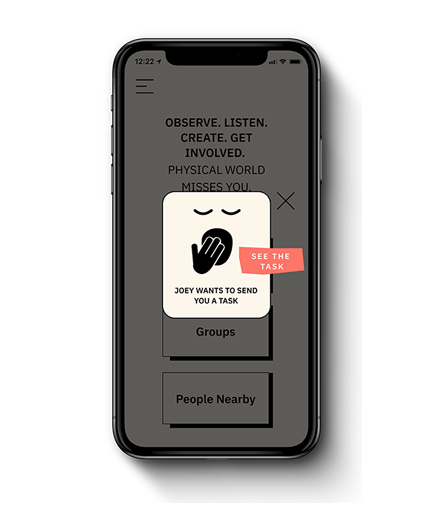 12:22
OBSERVE. LISTEN.
CREATE. GET
INVOLVED.
PHYSICAL WORLD
MISSES YOU.
SEE THE
TASK
JOEY WANTS TO SEND
YOU A TASK
Groups
People Nearby